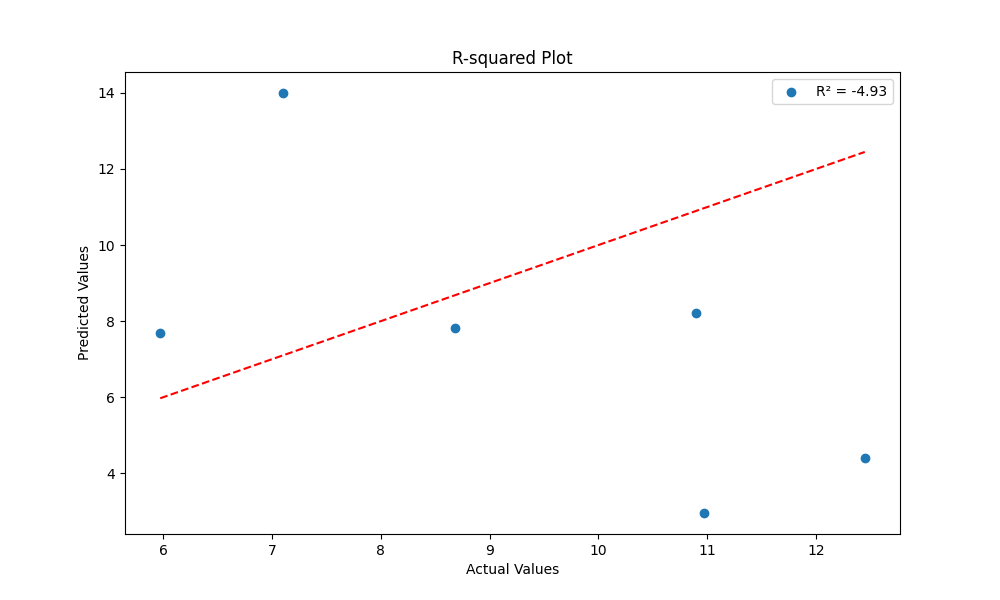 R-squared Plot
R² = -4.93
Predicted Values
14
12
10
8
6
4
6 7 8 9 10 11 12
Actual Values